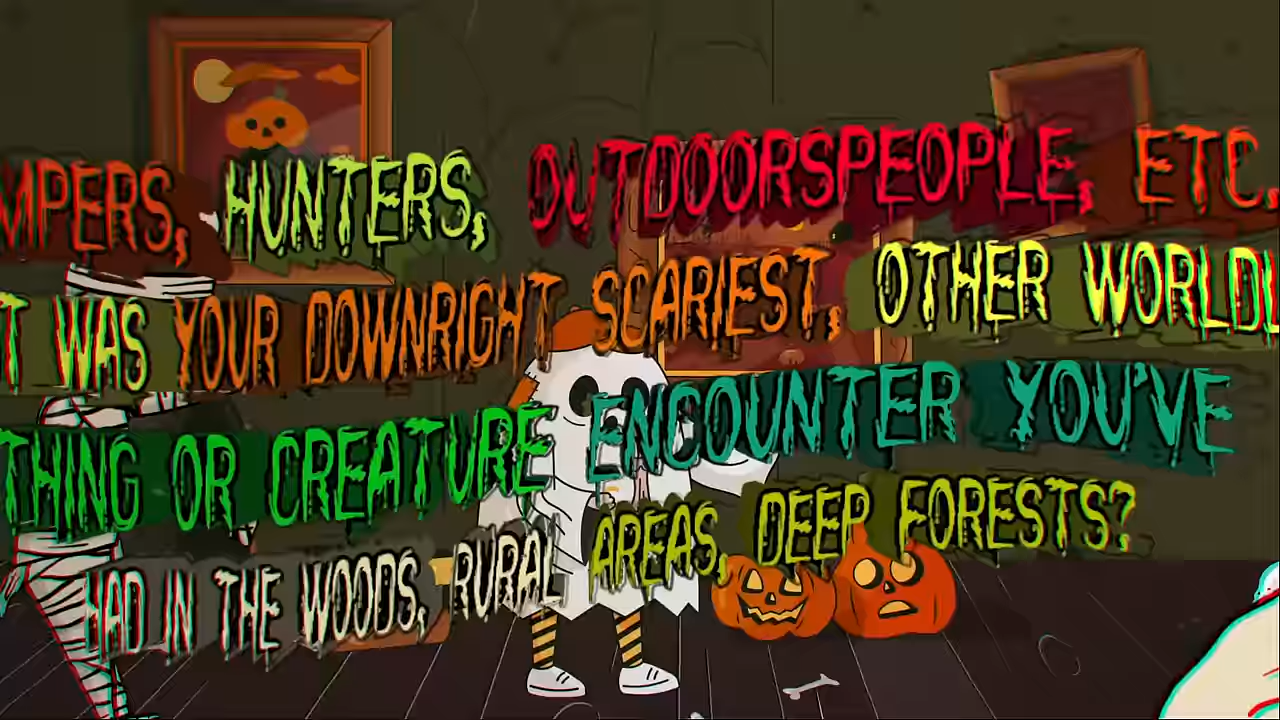 MPERS, HUNTERS, OUTDOORSPEOPLE, ETC.
T WAS YOUR DOWNRIGHT SCARIEST, OTHER WORLDL
THING OR CREATURE ENCOUNTER YOU'VE
HAD IN THE WOODS, RURAL AREAS, DEEP FORESTS?